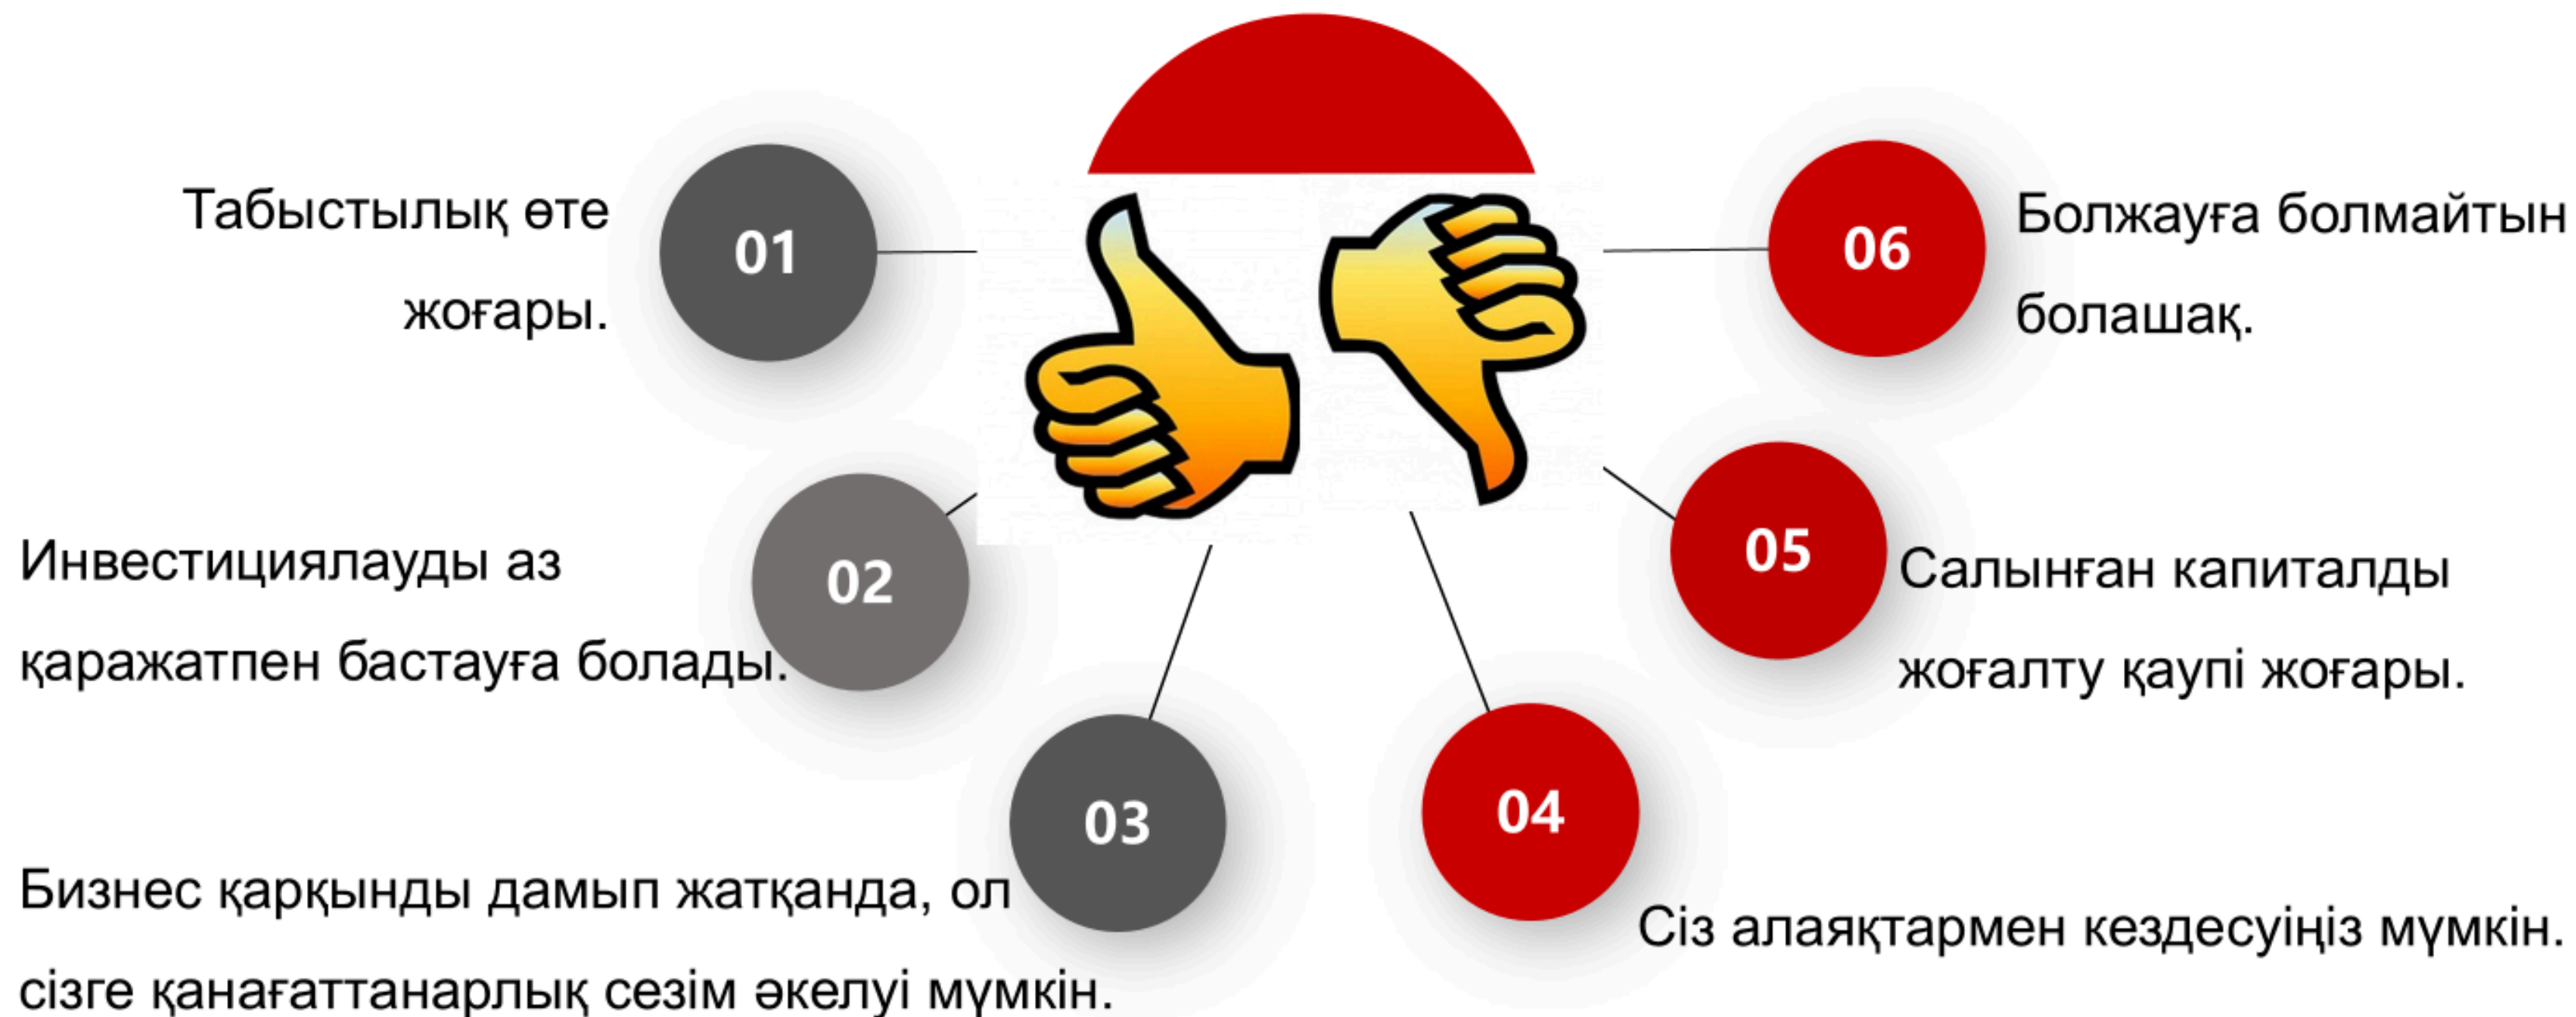 01
Табыстылық өте
жоғары.
02
Инвестициялауды аз
қаражатпен бастауға болады.
03
Бизнес қарқынды дамып жатқанда, ол
сізге қанағаттанарлық сезім әкелуі мүмкін.
04
Сіз алаяқтармен кездесуіңіз мүмкін.
05
Салынған капиталды
жоғалту қаупі жоғары.
06
Болжауға болмайтын
болашақ.